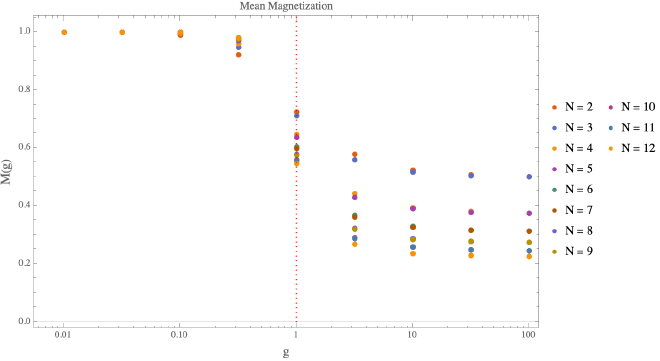 Mean Magnetization
1.0
0.8
0.6
0.4
0.2
0.0
M(g)
0.01 0.10 1 10 100
g
N = 2 N = 10
N = 3 N = 11
N = 4 N = 12
N = 5
N = 6
N = 7
N = 8
N = 9